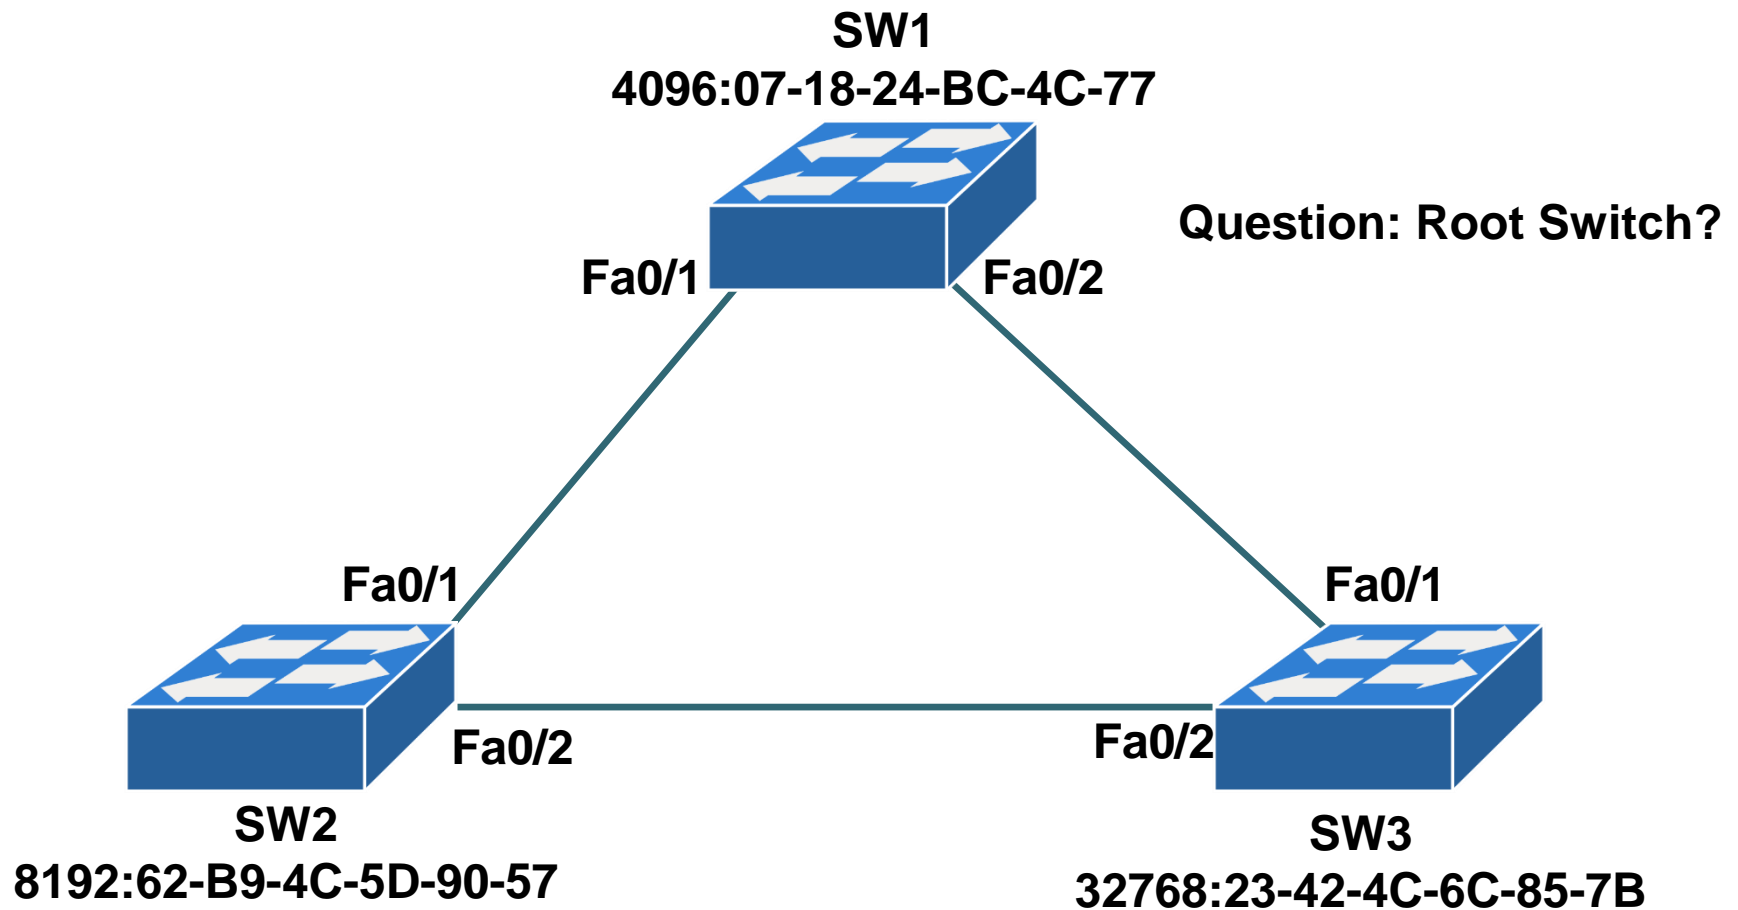 SW1
4096:07-18-24-BC-4C-77
Question: Root Switch?
Fa0/1
Fa0/2
Fa0/1
Fa0/1
Fa0/2
Fa0/2
SW2
8192:62-B9-4C-5D-90-57
SW3
32768:23-42-4C-6C-85-7B